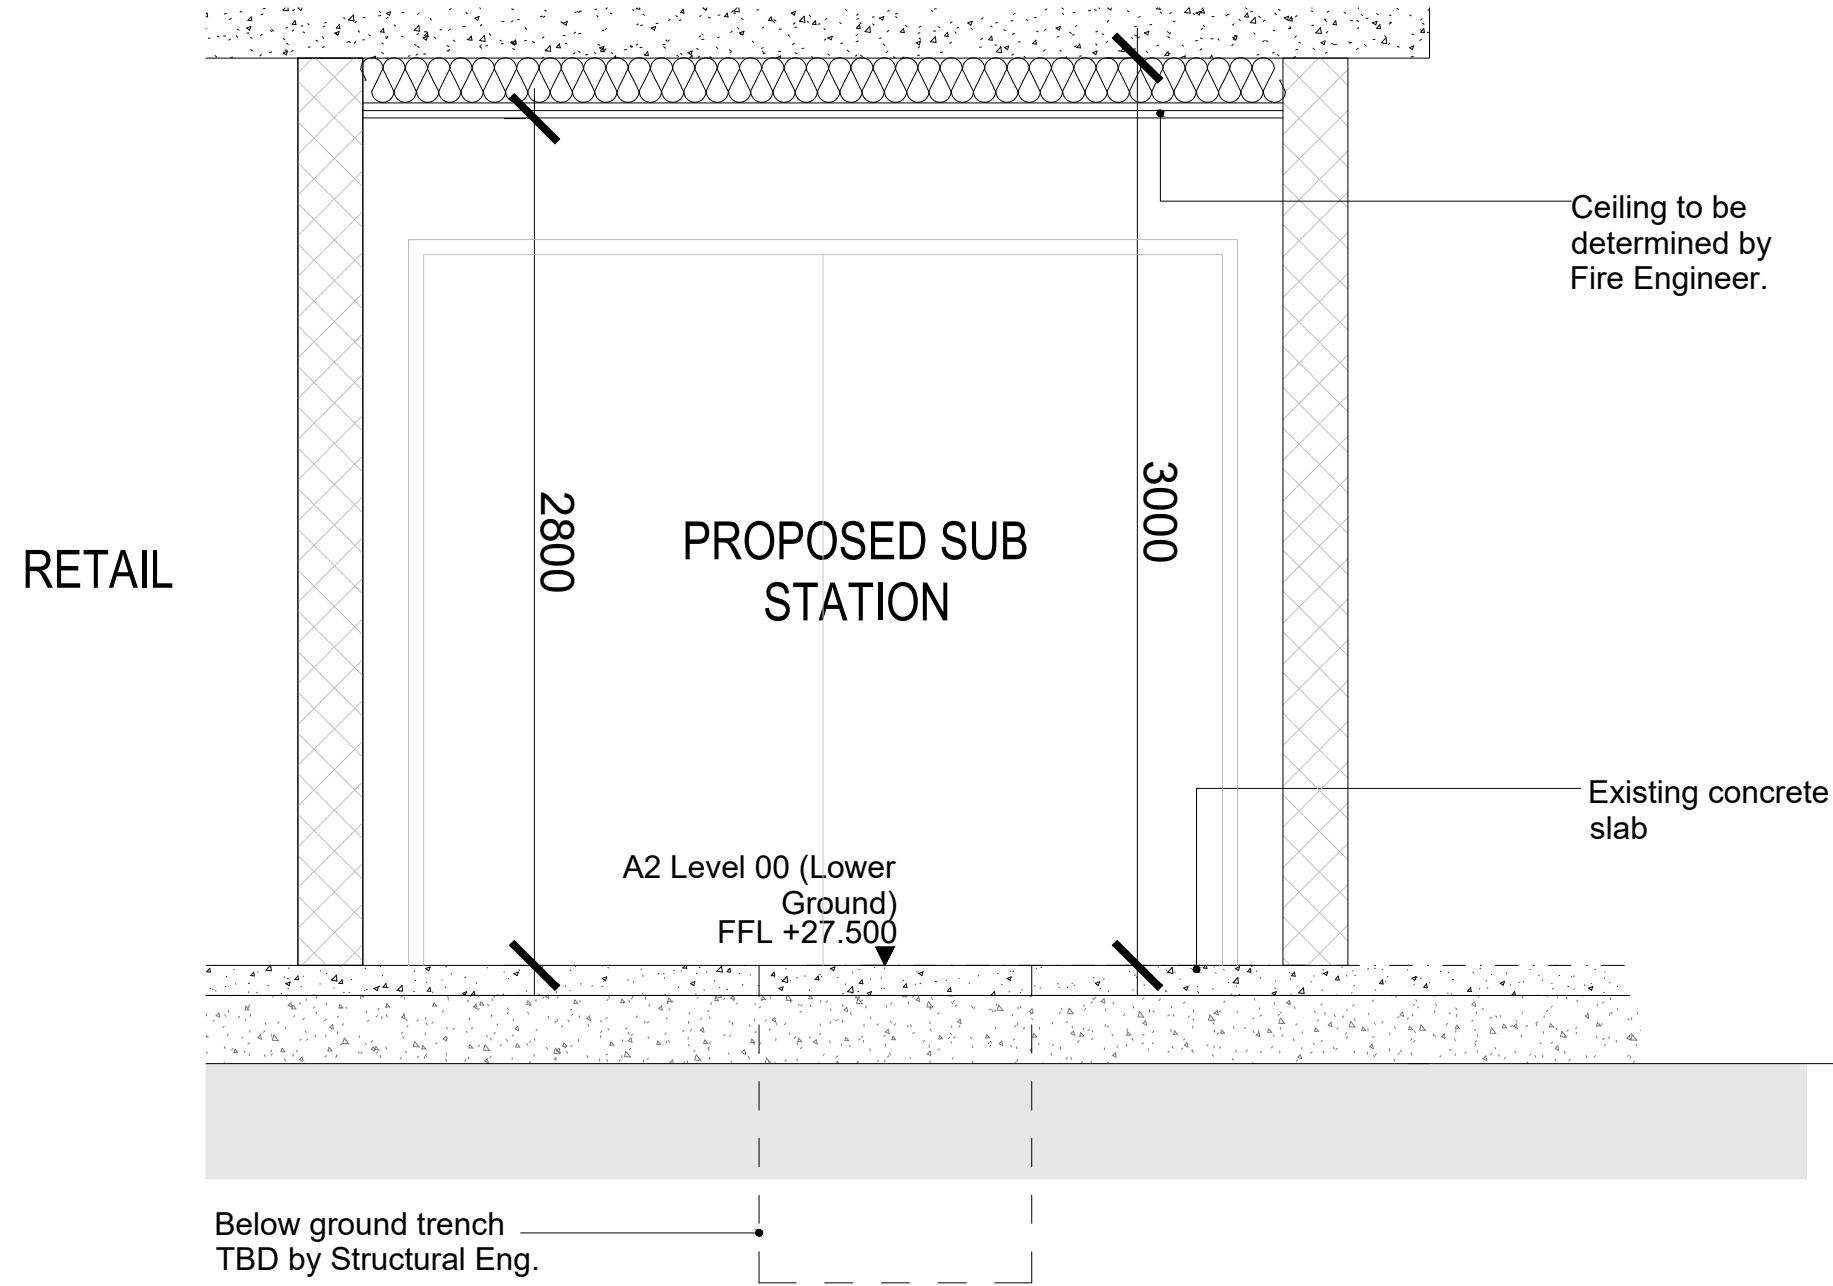 Ceiling to be
determined by
Fire Engineer.
2800
3000
PROPOSED SUB
STATION
RETAIL
Existing concrete
slab
A2 Level 00 (Lower
Ground)
FFL +27.500
Below ground trench
TBD by Structural Eng.